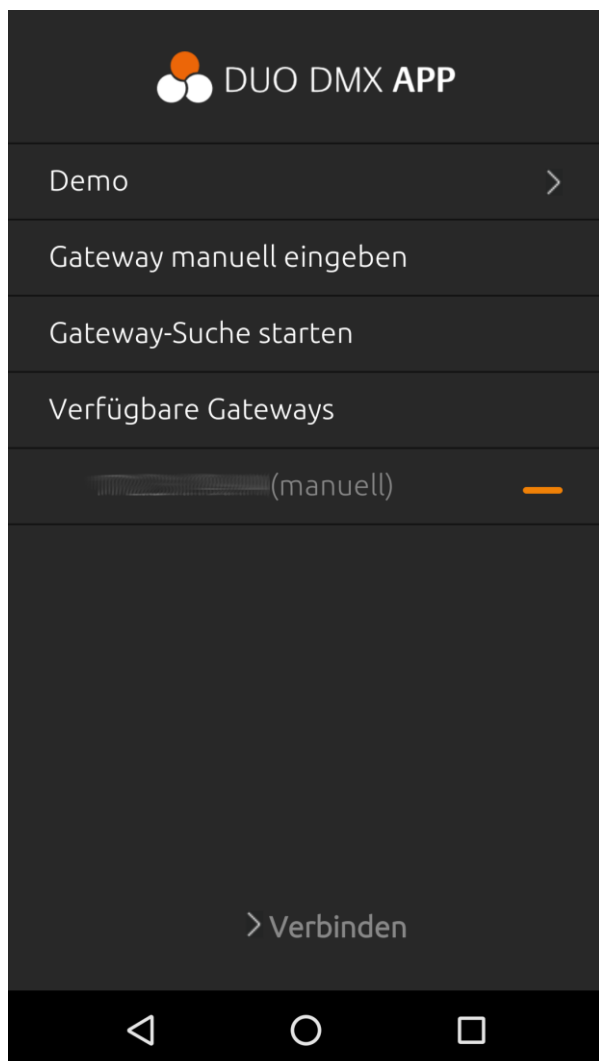 DUO DMX APP
Demo
Gateway manuell eingeben
Gateway-Suche starten
Verfügbare Gateways
(manuell)
Verbinden